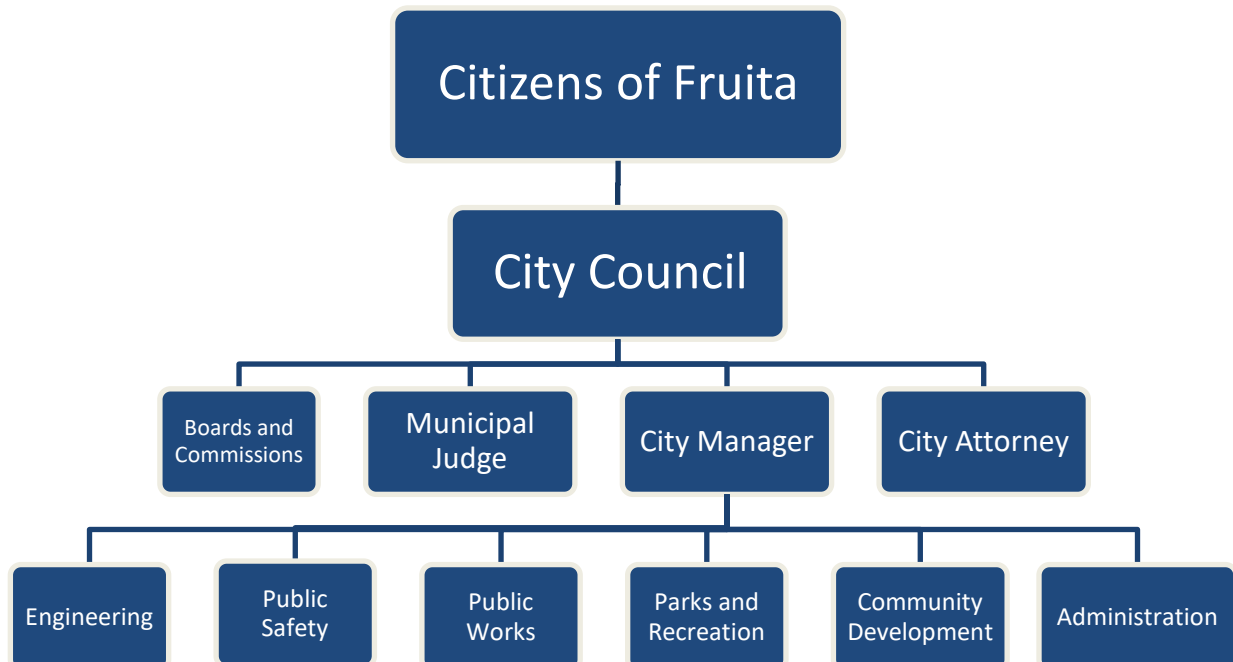 Citizens of Fruita
City Council
Boards and
Commissions
Municipal
Judge
City Manager
City Attorney
Engineering
Public
Safety
Public
Works
Parks and
Recreation
Community
Development
Administration